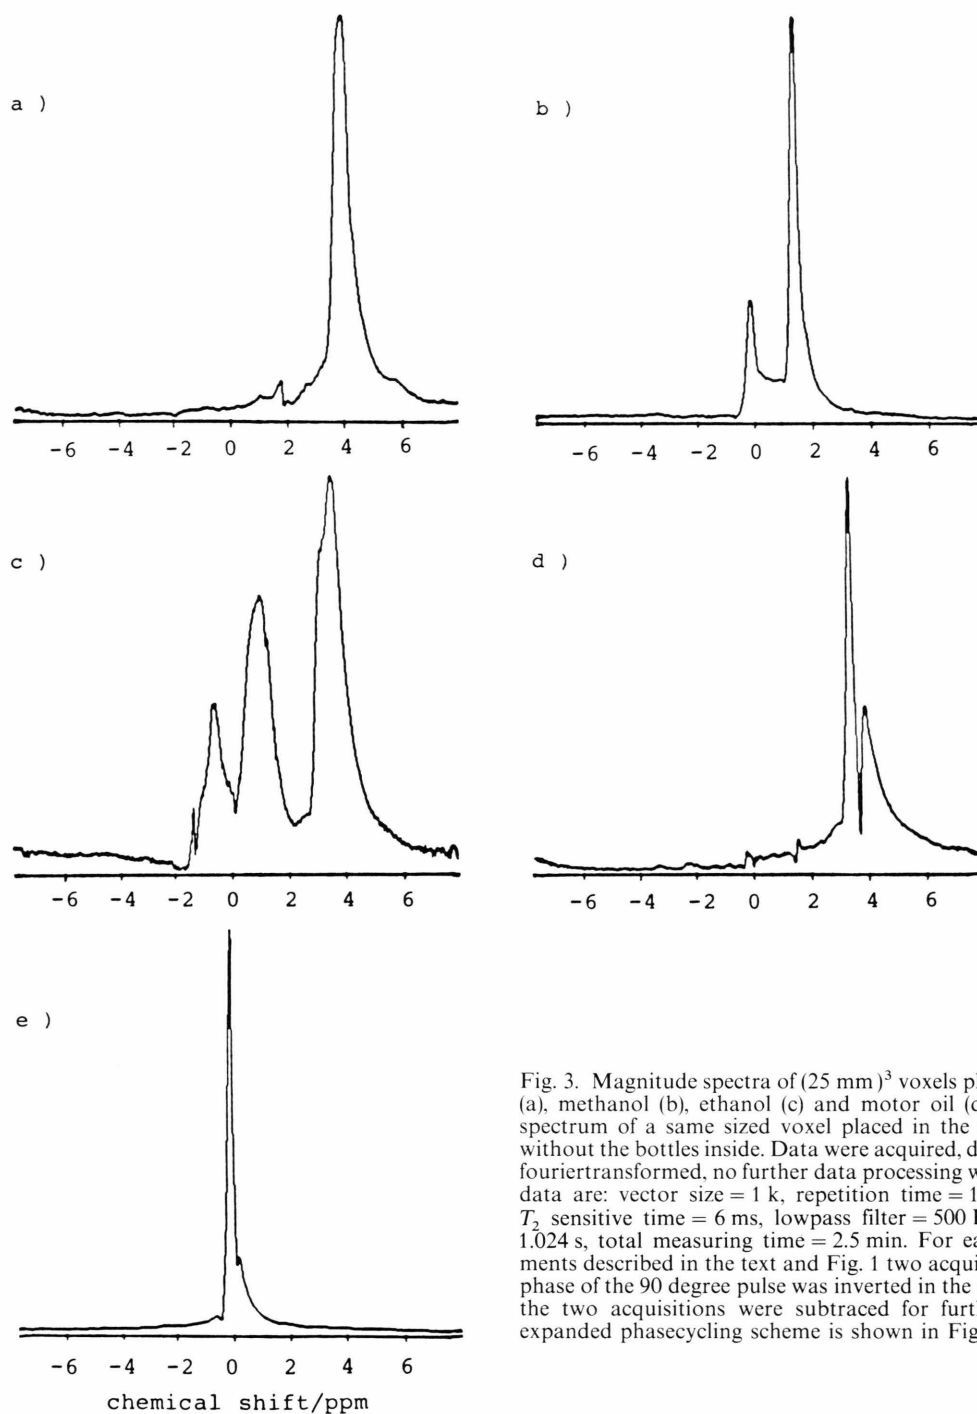 a )
b )
-6 -4 -2 0 2 4 6
-6 -4 -2 0 2 4 6
c )
d )
-6 -4 -2 0 2 4 6
-6 -4 -2 0 2 4 6
e )
-6 -4 -2 0 2 4 6
chemical shift/ppm
Fig. 3. Magnitude spectra of (25 mm)³ voxels
(a), methanol (b), ethanol (c) and motor oil
spectrum of a same sized voxel placed in the
without the bottles inside. Data were acquired,
fouriertransformed, no further data processing
data are: vector size = 1 k, repetition time =
T₂ sensitive time = 6 ms, lowpass filter = 500
1.024 s, total measuring time = 2.5 min. For
ments described in the text and Fig. 1 two
phase of the 90 degree pulse was inverted in the
the two acquisitions were subtraced for
expanded phasecycling scheme is shown in